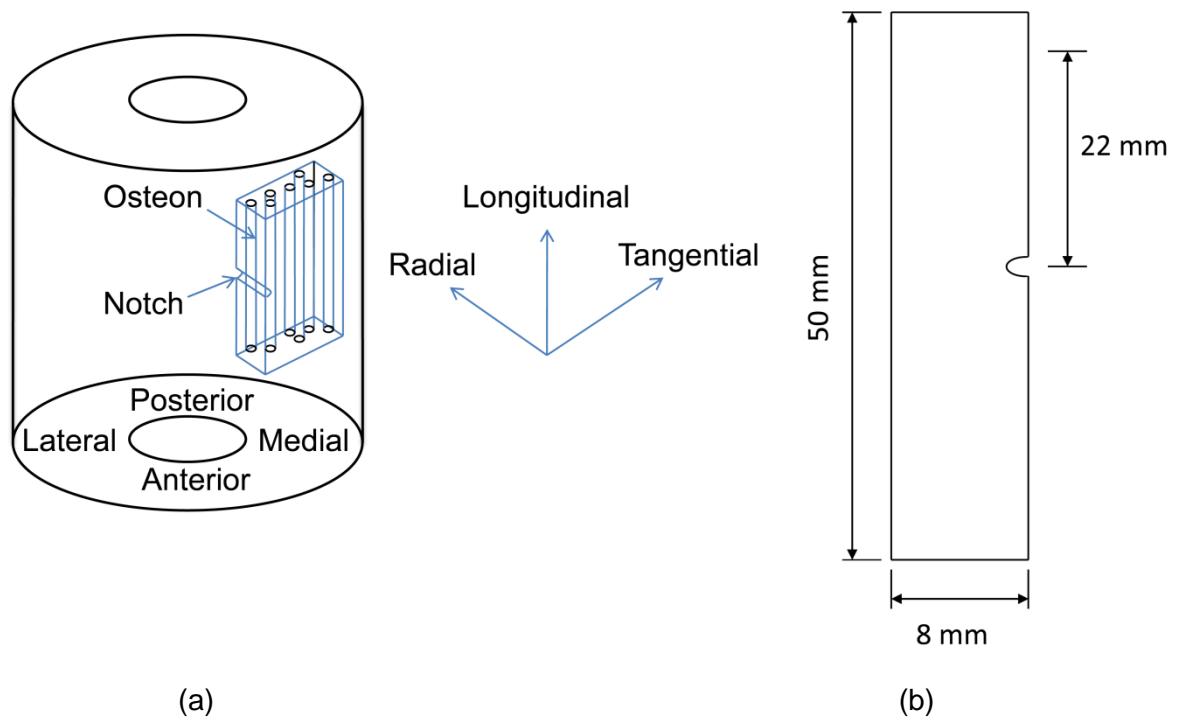 Osteon
Notch
Posterior
Lateral
Medial
Anterior
Longitudinal
Radial
Tangential
(a)
50 mm
22 mm
8 mm
(b)